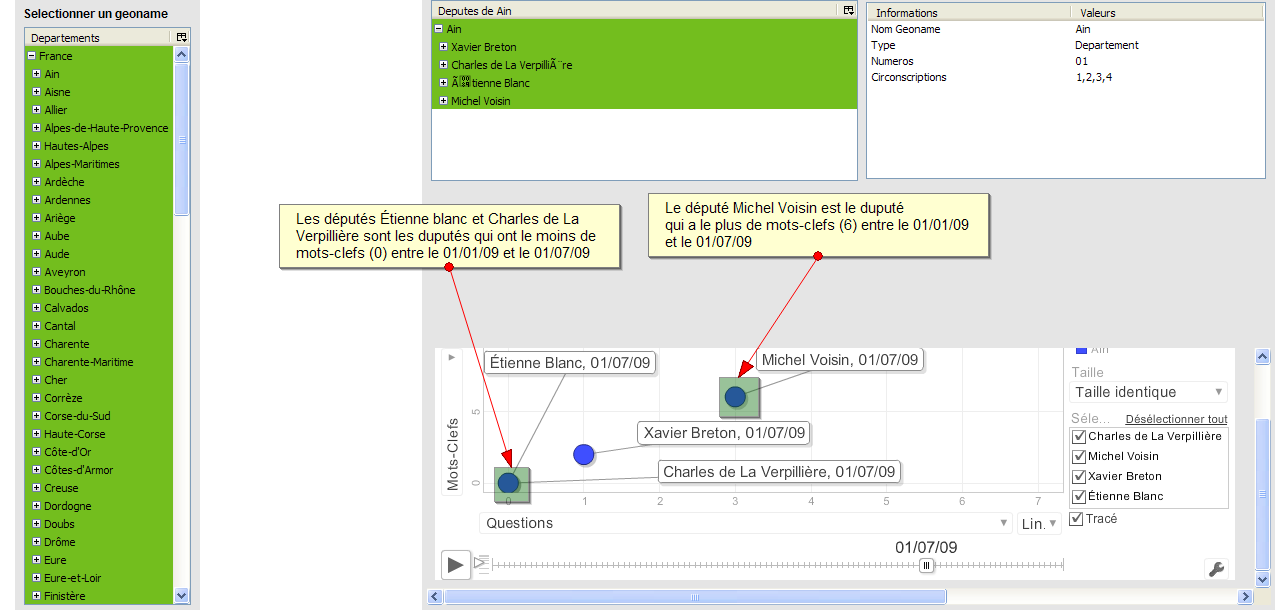 Selectionner un geoname
Departements
France
Ain
Aisne
Allier
Alpes-de-Haute-Provence
Hautes-Alpes
Alpes-Maritimes
Ardèche
Ardennes
Ariège
Aube
Aude
Aveyron
Bouches-du-Rhône
Calvados
Cantal
Charente
Charente-Maritime
Cher
Corrèze
Corse-du-Sud
Haute-Corse
Côte-d'Or
Côtes-d'Armor
Creuse
Dordogne
Doubs
Drôme
Eure
Eure-et-Loir
Finistère
Deputes de Ain
Ain
Xavier Breton
Charles de La VerpilliÃ¨re
tienne Blanc
Michel Voisin
Informations Valeurs
Nom Geoname Ain
Type Departement
Numeros 01
Circonscriptions 1,2,3,4
Les députés Étienne blanc et Charles de La
Verpillière sont les duputés qui ont le moins de
mots-clefs (0) entre le 01/01/09 et le 01/07/09
Le député Michel Voisin est le duputé
qui a le plus de mots-clefs (6) entre le 01/01/09
et le 01/07/09
Étienne Blanc, 01/07/09
Michel Voisin, 01/07/09
Xavier Breton, 01/07/09
Charles de La Verpillière, 01/07/09
Mots-Clefs
5
0
0 1 2 3 4 5 6 7
Questions
Lin.
01/07/09
Ain
Taille
Taille identique
Séle... Désélectionner tout
Charles de La Verpillière
Michel Voisin
Xavier Breton
Étienne Blanc
Tracé